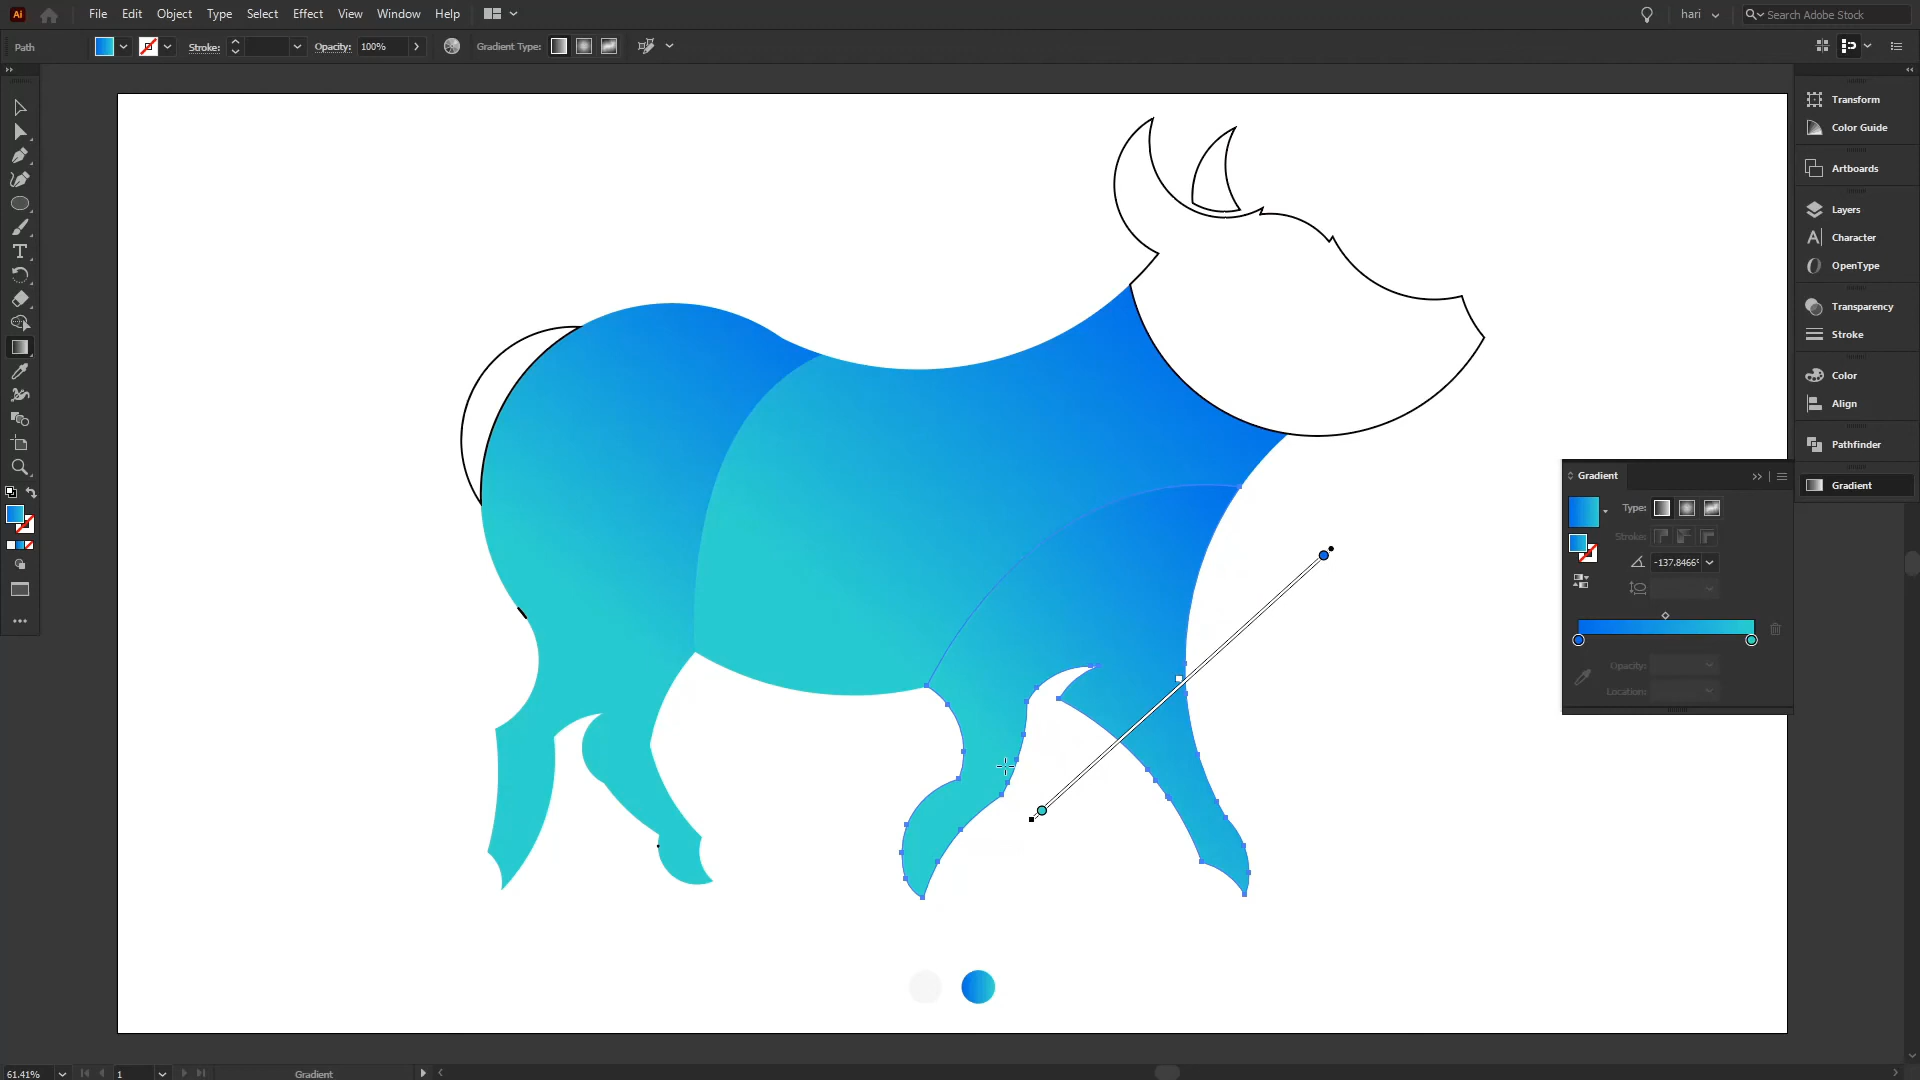 Ai File Edit Object Type Select Effect View Window Help hari Search Adobe Stock
Path Stroke: Opacity: 100% Gradient Type:
Transform
Color Guide
Artboards
Layers
Character
OpenType
Transparency
Stroke
Color
Align
Pathfinder
Gradient
Gradient
Type:
Strokes
-137.8466°
Opacity:
Location:
61.41% 1 Gradient